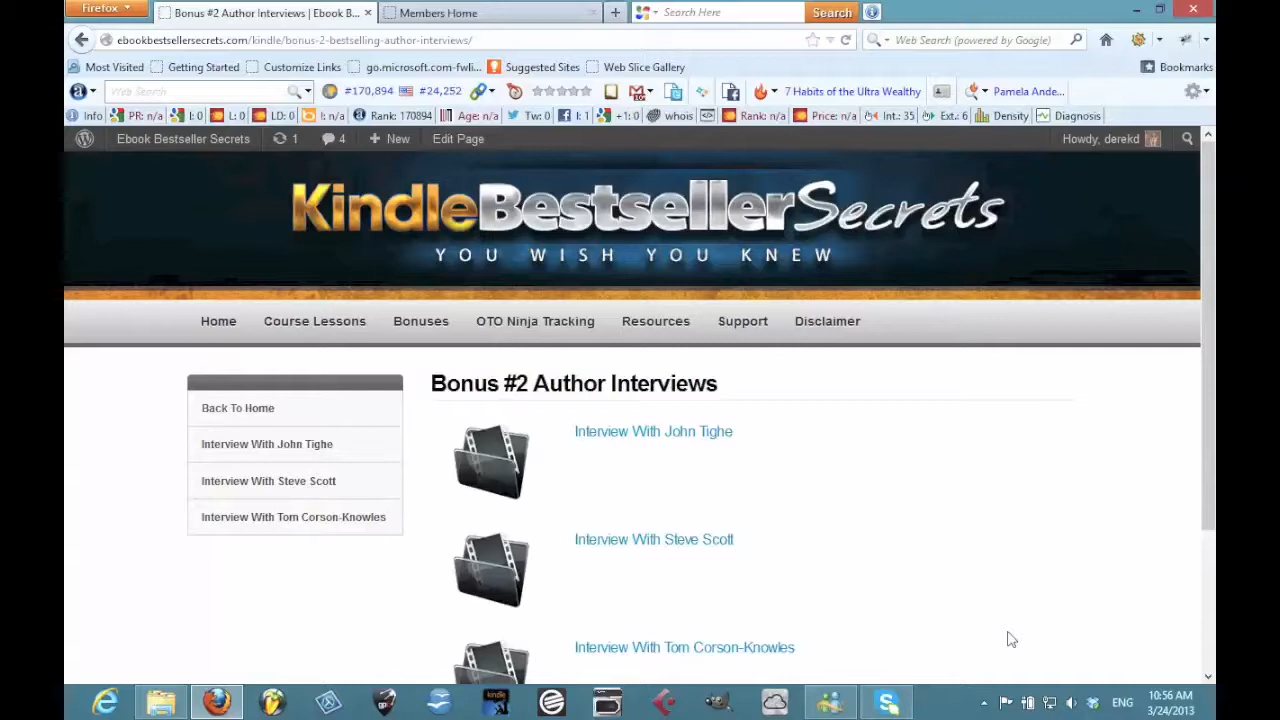 Firefox
Bonus #2 Author Interviews | Ebook B... ×
Members Home
+
Search Here
Search
ebookbestsellersecrets.com/kindle/bonus-2-bestselling-author-interviews/
Web Search (powered by Google)
Most Visited Getting Started Customize Links go.microsoft.com-fwli... Suggested Sites Web Slice Gallery Bookmarks
a Web Search #170,894 #24,252 7 Habits of the Ultra Wealthy Pamela Ande...
Info PR: n/a I: 0 L: 0 LD: 0 I: n/a Rank: 170894 Age: n/a Tw: 0 I: 1 +1: 0 whois Rank: n/a Price: n/a Int.: 35 Ext.: 6 Density Diagnosis
Ebook Bestseller Secrets 1 4 + New Edit Page Howdy, derekd
KindleBestsellerSecrets
YOU WISH YOU KNEW
Home Course Lessons Bonuses OTO Ninja Tracking Resources Support Disclaimer
Bonus #2 Author Interviews
Back To Home
Interview With John Tighe
Interview With Steve Scott
Interview With Tom Corson-Knowles
Interview With John Tighe
Interview With Steve Scott
Interview With Tom Corson-Knowles
kindle
ENG
10:56 AM
3/24/2013